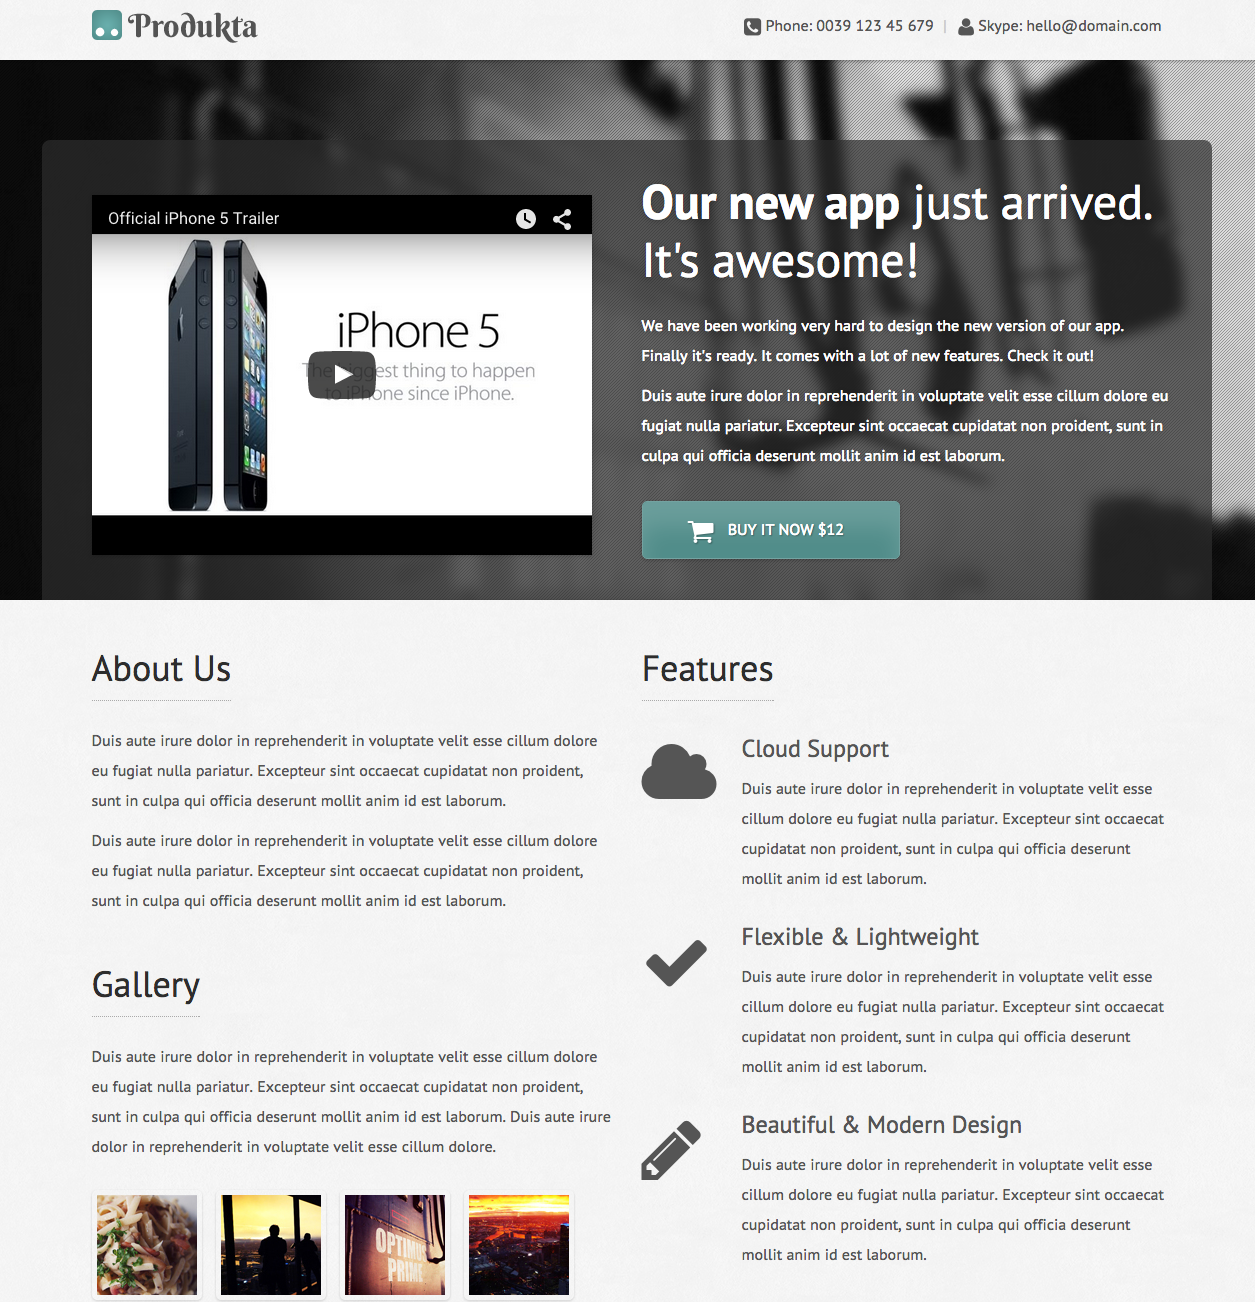 Produkta
Phone: 0039 123 45 679 | Skype: hello@domain.com
Official iPhone 5 Trailer
iPhone 5
The biggest thing to happen
to iPhone since iPhone.
Our new app just arrived.
It's awesome!
We have been working very hard to design the new version of our app.
Finally it's ready. It comes with a lot of new features. Check it out!
Duis aute irure dolor in reprehenderit in voluptate velit esse cillum dolore eu
fugiat nulla pariatur. Excepteur sint occaecat cupidatat non proident, sunt in
culpa qui officia deserunt mollit anim id est laborum.
BUY IT NOW $12
About Us
Duis aute irure dolor in reprehenderit in voluptate velit esse cillum dolore
eu fugiat nulla pariatur. Excepteur sint occaecat cupidatat non proident,
sunt in culpa qui officia deserunt mollit anim id est laborum.
Duis aute irure dolor in reprehenderit in voluptate velit esse cillum dolore
eu fugiat nulla pariatur. Excepteur sint occaecat cupidatat non proident,
sunt in culpa qui officia deserunt mollit anim id est laborum.
Gallery
Duis aute irure dolor in reprehenderit in voluptate velit esse cillum dolore
eu fugiat nulla pariatur. Excepteur sint occaecat cupidatat non proident,
sunt in culpa qui officia deserunt mollit anim id est laborum. Duis aute irure
dolor in reprehenderit in voluptate velit esse cillum dolore.
OPTIMUS
PRIME
Features
Cloud Support
Duis aute irure dolor in reprehenderit in voluptate velit esse
cillum dolore eu fugiat nulla pariatur. Excepteur sint occaecat
cupidatat non proident, sunt in culpa qui officia deserunt
mollit anim id est laborum.
Flexible & Lightweight
Duis aute irure dolor in reprehenderit in voluptate velit esse
cillum dolore eu fugiat nulla pariatur. Excepteur sint occaecat
cupidatat non proident, sunt in culpa qui officia deserunt
mollit anim id est laborum.
Beautiful & Modern Design
Duis aute irure dolor in reprehenderit in voluptate velit esse
cillum dolore eu fugiat nulla pariatur. Excepteur sint occaecat
cupidatat non proident, sunt in culpa qui officia deserunt
mollit anim id est laborum.